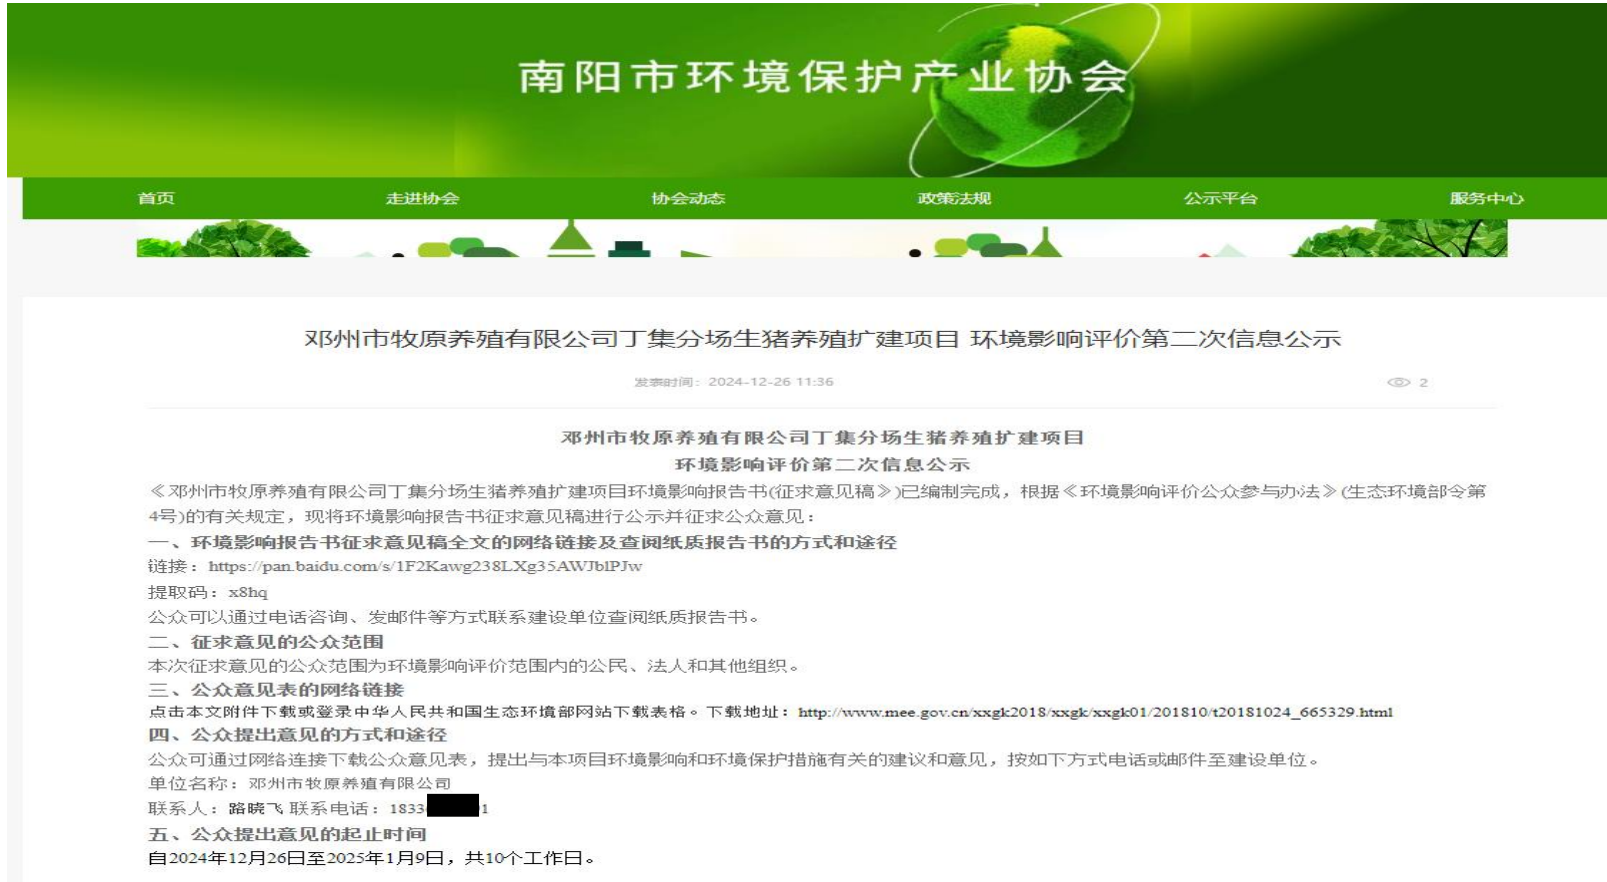 南阳市环境保护产业协会
首页 走进协会 协会动态 政策法规 公示平台 服务中心
邓州市牧原养殖有限公司丁集分场生猪养殖扩建项目 环境影响评价第二次信息公示
发表时间：2024-12-26 11:36 2
邓州市牧原养殖有限公司丁集分场生猪养殖扩建项目
环境影响评价第二次信息公示
《邓州市牧原养殖有限公司丁集分场生猪养殖扩建项目环境影响报告书(征求意见稿》)已编制完成，根据《环境影响评价公众参与办法》(生态环境部令第
4号)的有关规定，现将环境影响报告书征求意见稿进行公示并征求公众意见：
一、环境影响报告书征求意见稿全文的网络链接及查阅纸质报告书的方式和途径
链接：https://pan.baidu.com/s/1F2Kawg238LXg35AWJblPJw
提取码：x8hq
公众可以通过电话咨询、发邮件等方式联系建设单位查阅纸质报告书。
二、征求意见的公众范围
本次征求意见的公众范围为环境影响评价范围内的公民、法人和其他组织。
三、公众意见表的网络链接
点击本文附件下载或登录中华人民共和国生态环境部网站下载表格。下载地址：http://www.mee.gov.cn/xxgk2018/xxgk/xxgk01/201810/t20181024_665329.html
四、公众提出意见的方式和途径
公众可通过网络连接下载公众意见表，提出与本项目环境影响和环境保护措施有关的建议和意见，按如下方式电话或邮件至建设单位。
单位名称：邓州市牧原养殖有限公司
联系人：路晓飞 联系电话：1833 1
五、公众提出意见的起止时间
自2024年12月26日至2025年1月9日，共10个工作日。